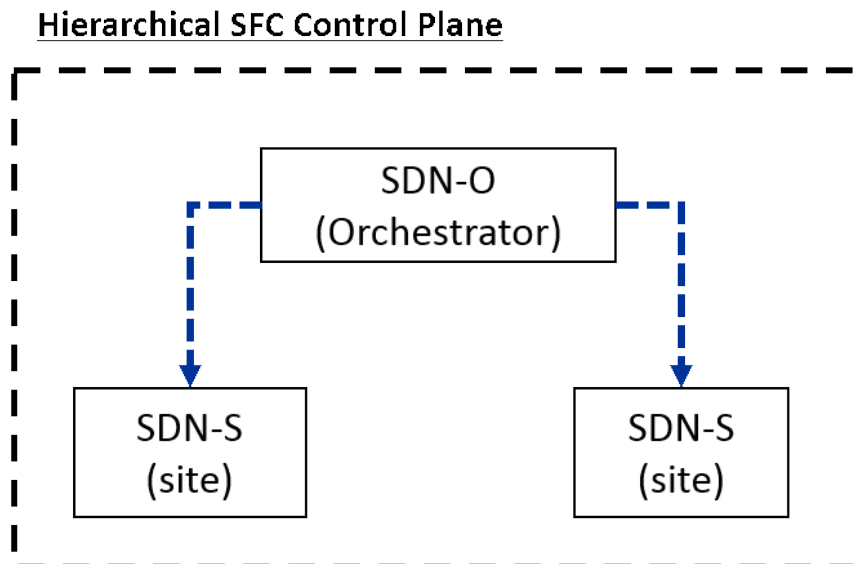 Hierarchical SFC Control Plane
SDN-O
(Orchestrator)
SDN-S
(site)
SDN-S
(site)